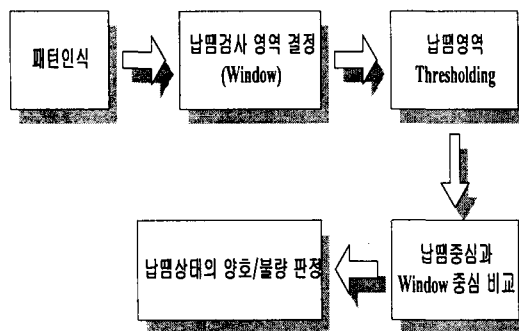 패턴인식
납땜검사 영역 결정
(Window)
납땜영역
Thresholding
납땜중심과
Window 중심 비교
납땜상태의 양호/불량 판정